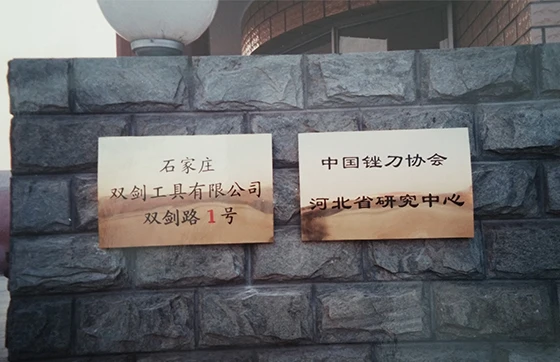 石家庄
双剑工具有限公司
双剑路1号
中国锉刀协会
河北省研究中心